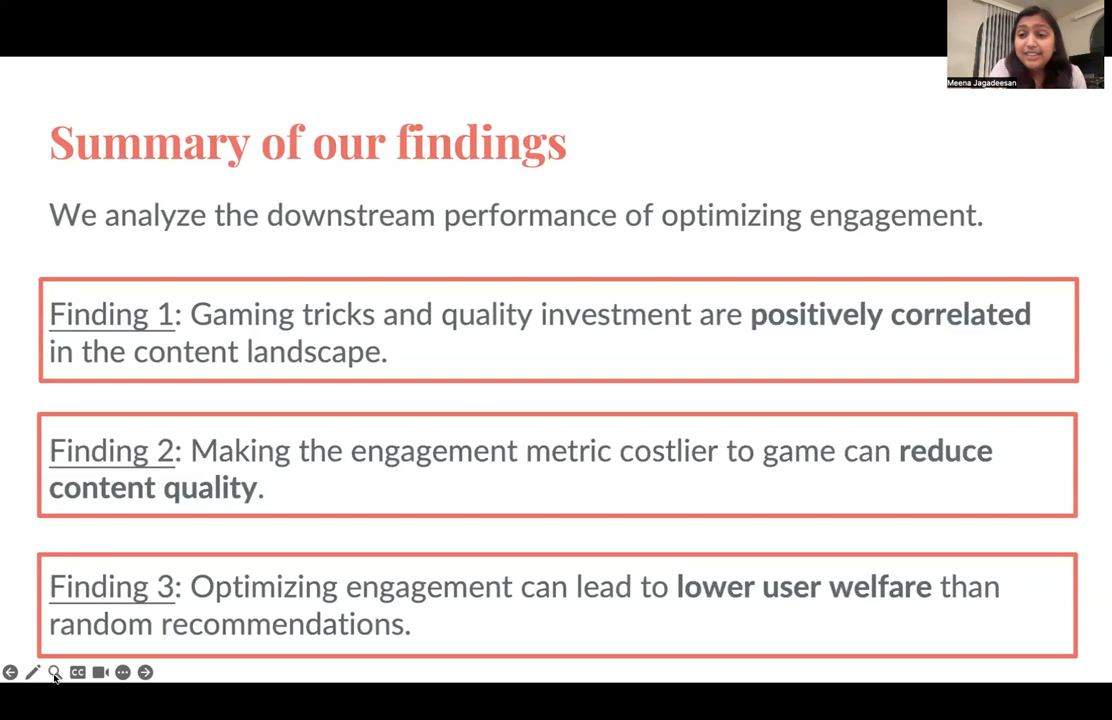 Meena Jagadeesan
Summary of our findings
We analyze the downstream performance of optimizing engagement.
Finding 1: Gaming tricks and quality investment are positively correlated
in the content landscape.
Finding 2: Making the engagement metric costlier to game can reduce
content quality.
Finding 3: Optimizing engagement can lead to lower user welfare than
random recommendations.
CC